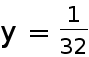 y = 1/32